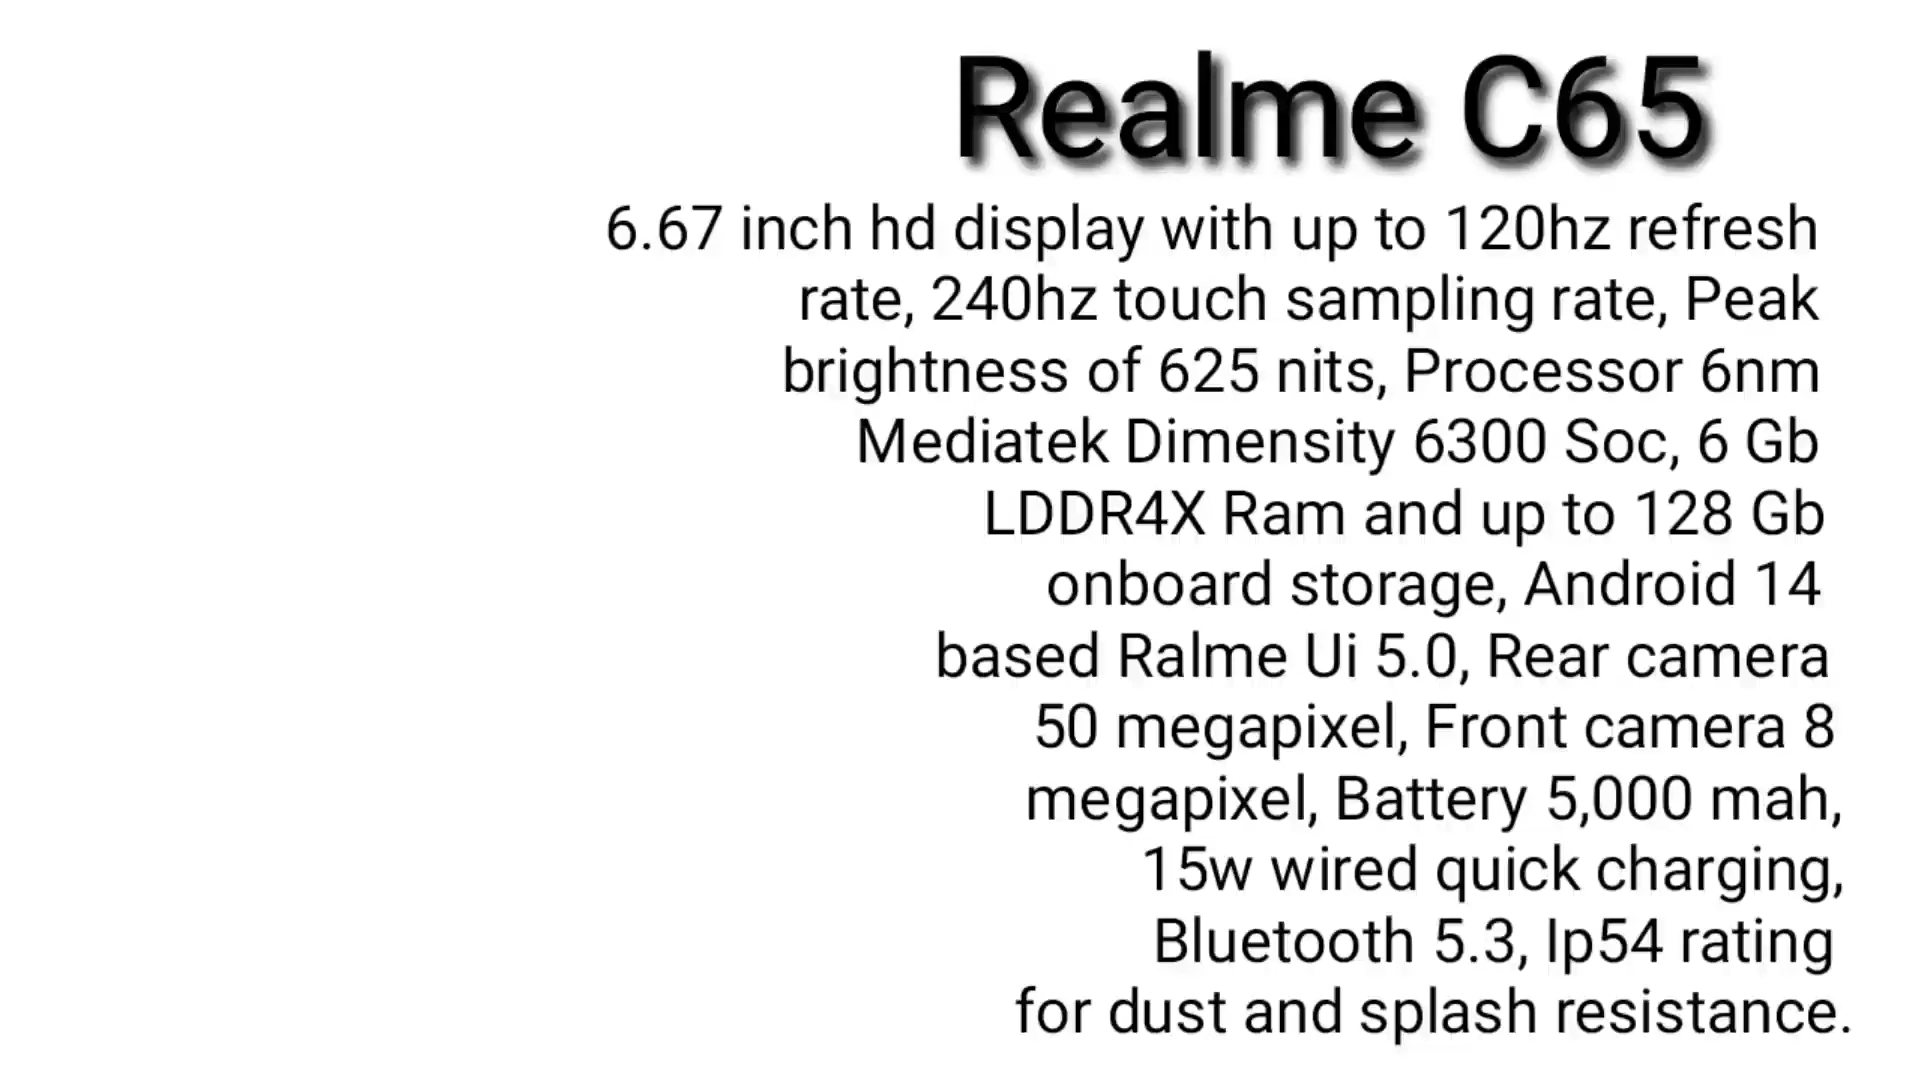 Realme C65
6.67 inch hd display with up to 120hz refresh
rate, 240hz touch sampling rate, Peak
brightness of 625 nits, Processor 6nm
Mediatek Dimensity 6300 Soc, 6 Gb
LDDR4X Ram and up to 128 Gb
onboard storage, Android 14
based Ralme Ui 5.0, Rear camera
50 megapixel, Front camera 8
megapixel, Battery 5,000 mah,
15w wired quick charging,
Bluetooth 5.3, Ip54 rating
for dust and splash resistance.